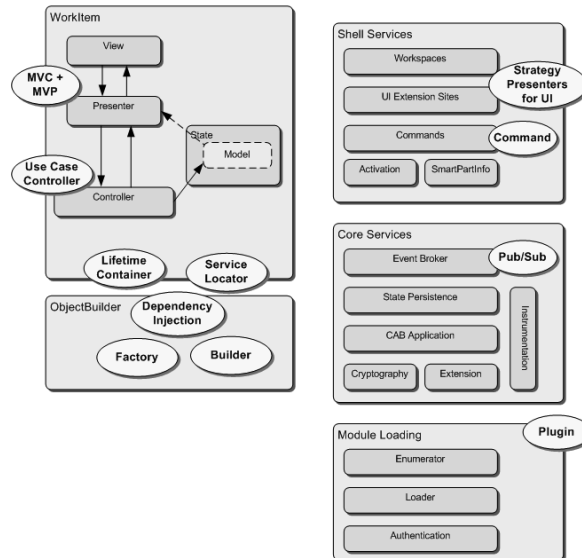 WorkItem
View
MVC +
MVP
Presenter
State
Model
Use Case
Controller
Controller
Lifetime
Container
Service
Locator
ObjectBuilder
Dependency
Injection
Factory
Builder
Shell Services
Workspaces
Strategy
Presenters
for UI
UI Extension Sites
Commands
Command
Activation
SmartPartInfo
Core Services
Event Broker
Pub/Sub
State Persistence
CAB Application
Instrumentation
Cryptography
Extension
Module Loading
Plugin
Enumerator
Loader
Authentication